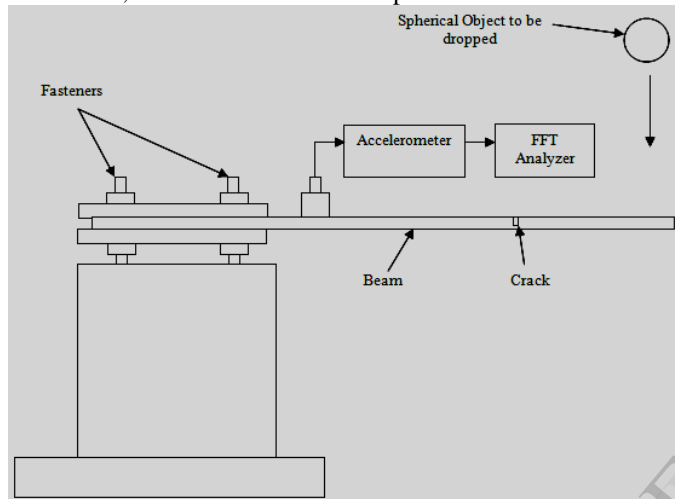 Spherical Object to be
dropped
Fasteners
Accelerometer
FFT
Analyzer
Beam
Crack